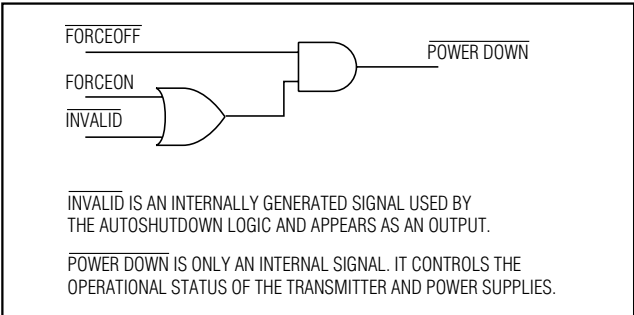 FORCEOFF
POWER DOWN
FORCEON
INVALID
INVALID IS AN INTERNALLY GENERATED SIGNAL USED BY
THE AUTOSHUTDOWN LOGIC AND APPEARS AS AN OUTPUT.
POWER DOWN IS ONLY AN INTERNAL SIGNAL. IT CONTROLS THE
OPERATIONAL STATUS OF THE TRANSMITTER AND POWER SUPPLIES.